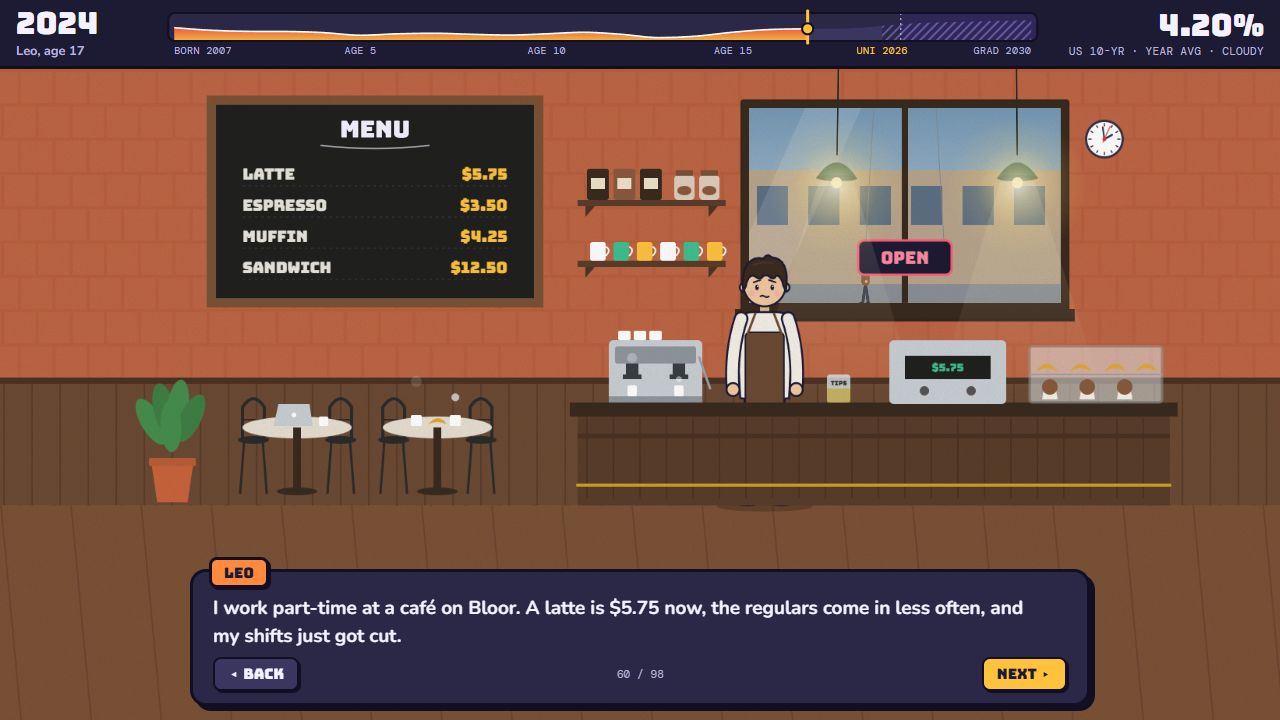 2024
Leo, age 17
BORN 2007
AGE 5
AGE 10
AGE 15
UNI 2026
GRAD 2030
4.20%
US 10-YR · YEAR AVG · CLOUDY
MENU
LATTE $5.75
ESPRESSO $3.50
MUFFIN $4.25
SANDWICH $12.50
OPEN
TIPS
$5.75
LEO
I work part-time at a café on Bloor. A latte is $5.75 now, the regulars come in less often, and
my shifts just got cut.
◂ BACK
60 / 98
NEXT ▸